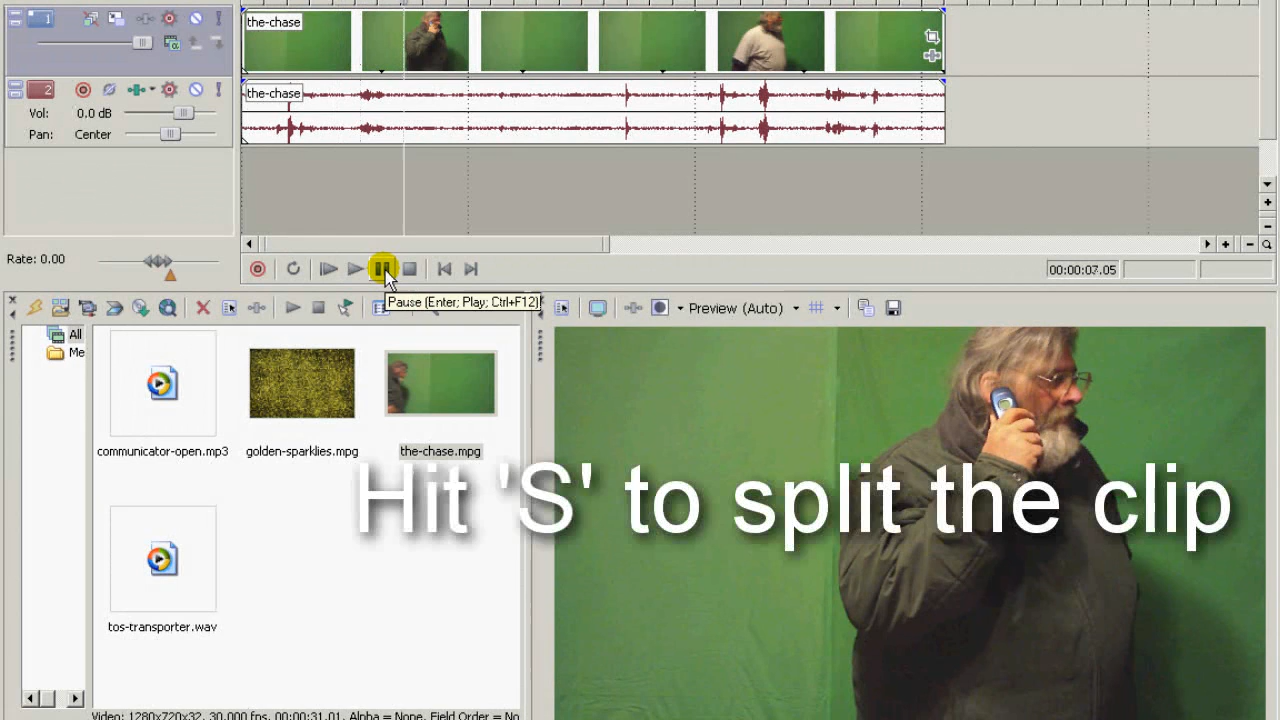 1
the-chase
2
the-chase
Vol: 0.0 dB
Pan: Center
Rate: 0.00
00:00:07.05
Pause (Enter; Play; Ctrl+F12)
Preview (Auto)
All
Me
communicator-open.mp3
golden-sparklies.mpg
the-chase.mpg
Hit 'S' to split the clip
tos-transporter.wav
Video: 1280x720x32, 30.000 fps, 00:00:31.01, Alpha = None, Field Order = No